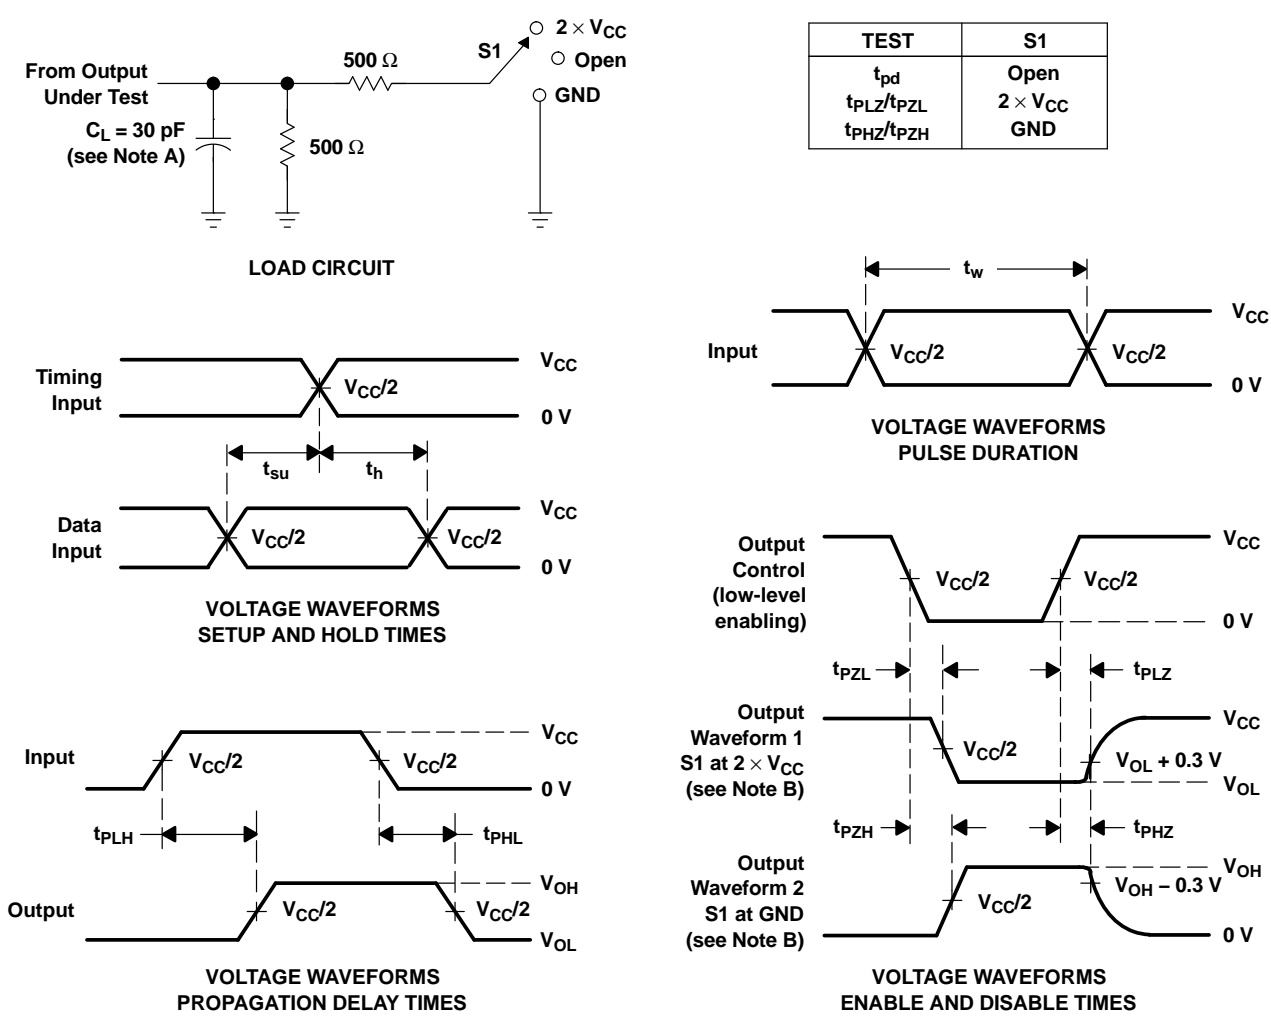 From Output
Under Test
C_L = 30 pF
(see Note A)
500 Ω
500 Ω
S1
2 × V_CC
Open
GND
LOAD CIRCUIT
TEST S1
t_pd Open
t_PLZ/t_PZL 2 × V_CC
t_PHZ/t_PZH GND
t_w
Input
V_CC/2
V_CC/2
V_CC
0 V
VOLTAGE WAVEFORMS
PULSE DURATION
Timing
Input
V_CC/2
V_CC
0 V
t_su
t_h
Data
Input
V_CC/2
V_CC/2
V_CC
0 V
VOLTAGE WAVEFORMS
SETUP AND HOLD TIMES
Input
V_CC/2
V_CC/2
V_CC
0 V
t_PLH
t_PHL
Output
V_CC/2
V_CC/2
V_OH
V_OL
VOLTAGE WAVEFORMS
PROPAGATION DELAY TIMES
Output
Control
(low-level
enabling)
V_CC/2
V_CC/2
V_CC
0 V
t_PZL
t_PLZ
Output
Waveform 1
S1 at 2 × V_CC
(see Note B)
V_CC/2
V_CC
V_OL + 0.3 V
V_OL
t_PZH
t_PHZ
Output
Waveform 2
S1 at GND
(see Note B)
V_CC/2
V_OH
V_OH – 0.3 V
0 V
VOLTAGE WAVEFORMS
ENABLE AND DISABLE TIMES